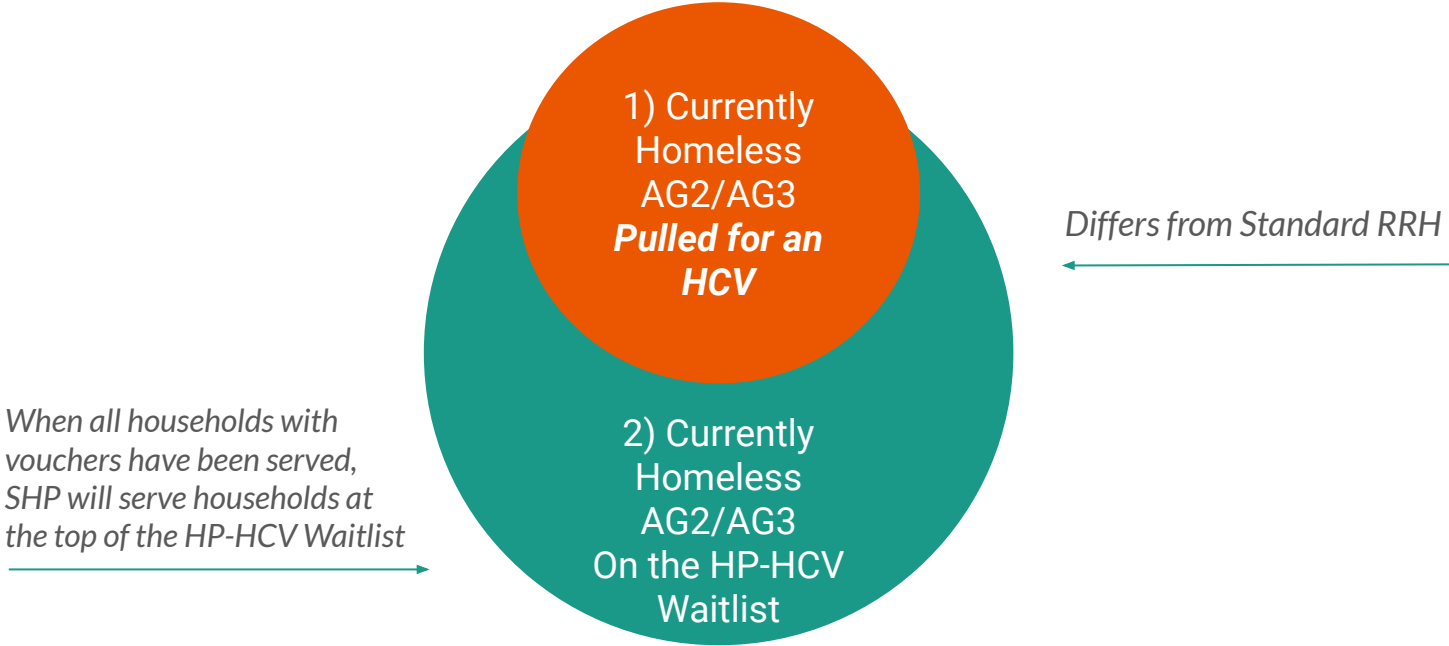 1) Currently
Homeless
AG2/AG3
Pulled for an
HCV
Differs from Standard RRH
When all households with
vouchers have been served,
SHP will serve households at
the top of the HP-HCV Waitlist
2) Currently
Homeless
AG2/AG3
On the HP-HCV
Waitlist